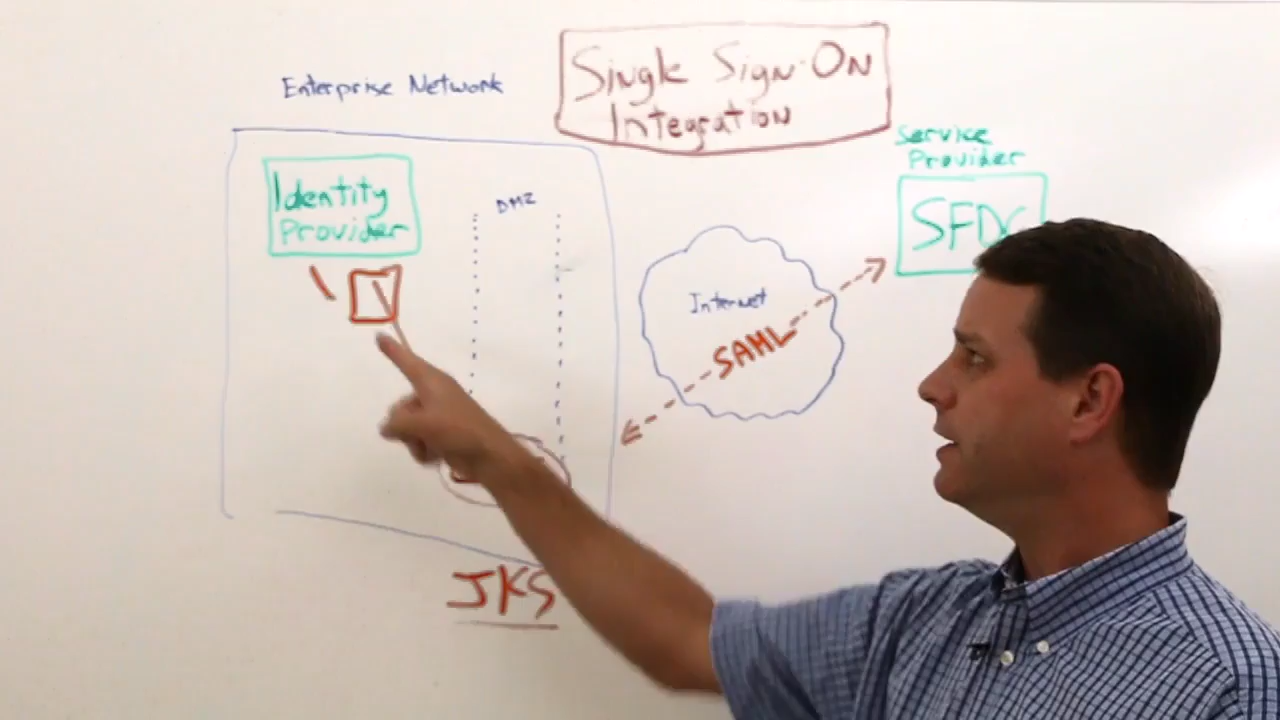 Single Sign-On
Integration
Enterprise Network
Service
Provider
Identity
Provider
DMZ
SFDC
Internet
SAML
JKS